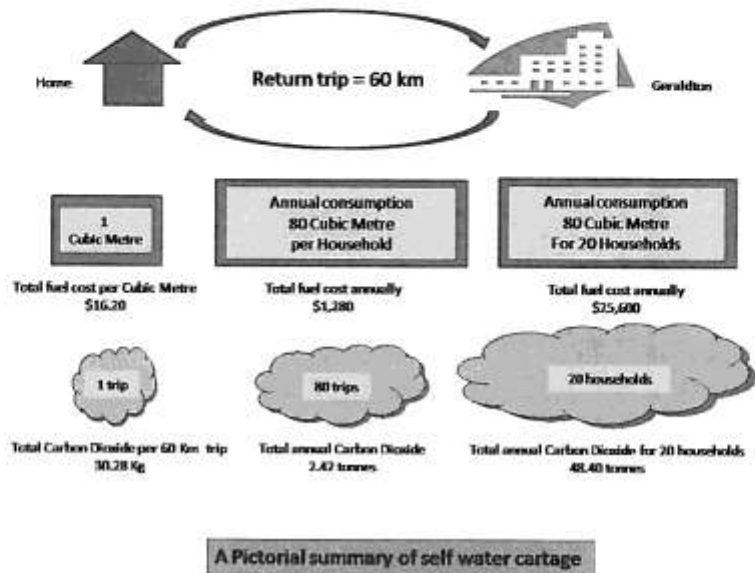 Home
Return trip = 60 km
Geraldton
1
Cubic Metre
Annual consumption
80 Cubic Metre
per Household
Annual consumption
80 Cubic Metre
For 20 Households
Total fuel cost per Cubic Metre
$16.20
Total fuel cost annually
$1,280
Total fuel cost annually
$25,600
1 trip
80 trips
20 households
Total Carbon Dioxide per 60 Km trip
30.28 Kg
Total annual Carbon Dioxide
2.42 tonnes
Total annual Carbon Dioxide for 20 households
48.40 tonnes
A Pictorial summary of self water cartage